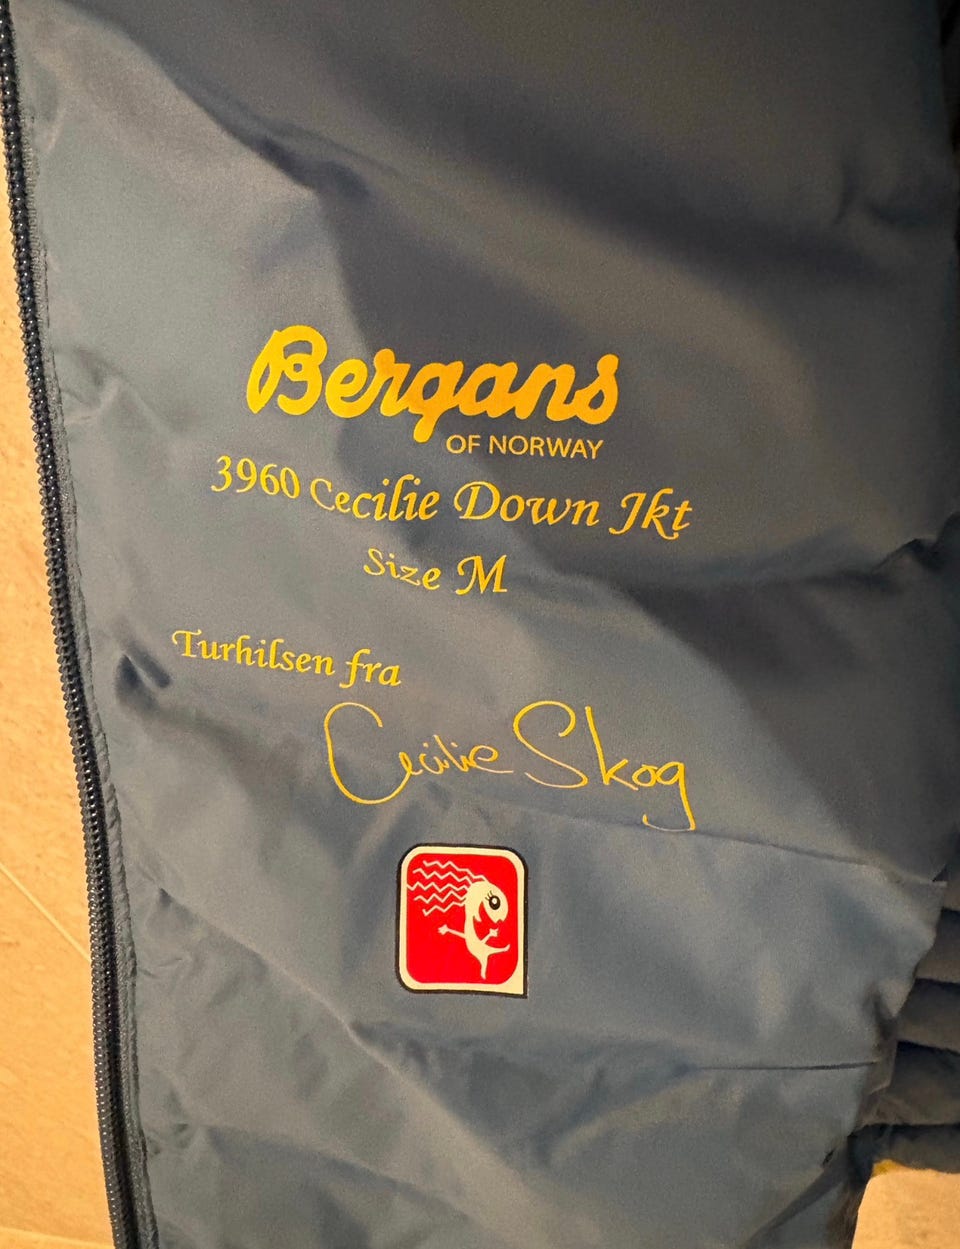 Bergans
OF NORWAY
3960 Cecilie Down Jkt
Size M
Turhilsen fra
Cecilie Skog